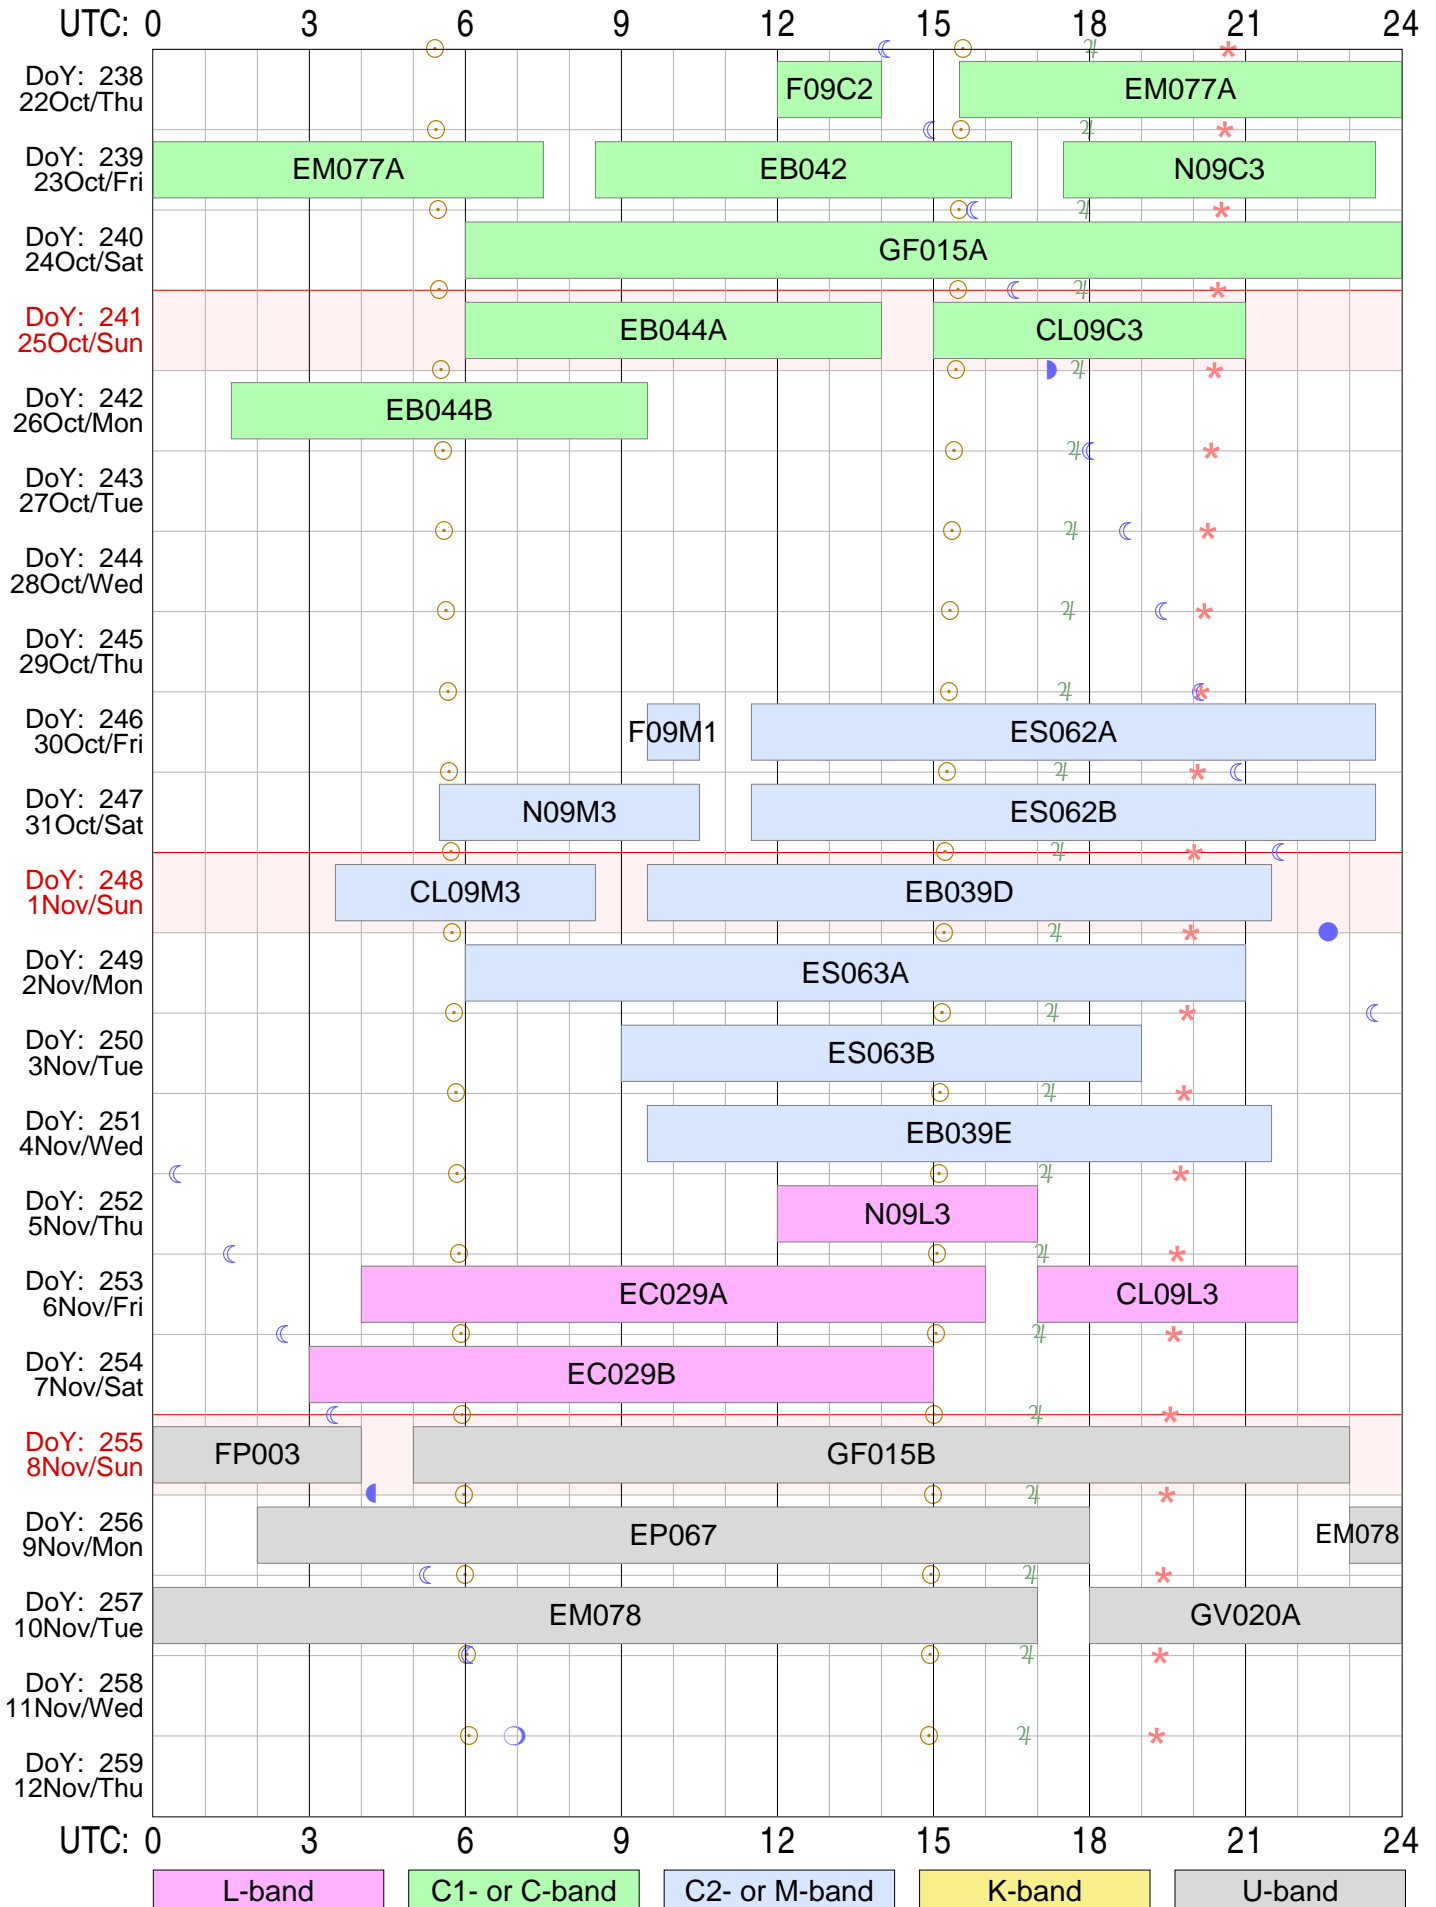 UTC: 0 3 6 9 12 15 18 21 24
DoY: 238
22Oct/Thu
F09C2 EM077A
DoY: 239
23Oct/Fri
EM077A EB042 N09C3
DoY: 240
24Oct/Sat
GF015A
DoY: 241
25Oct/Sun
EB044A CL09C3
DoY: 242
26Oct/Mon
EB044B
DoY: 243
27Oct/Tue
DoY: 244
28Oct/Wed
DoY: 245
29Oct/Thu
DoY: 246
30Oct/Fri
F09M1 ES062A
DoY: 247
31Oct/Sat
N09M3 ES062B
DoY: 248
1Nov/Sun
CL09M3 EB039D
DoY: 249
2Nov/Mon
ES063A
DoY: 250
3Nov/Tue
ES063B
DoY: 251
4Nov/Wed
EB039E
DoY: 252
5Nov/Thu
N09L3
DoY: 253
6Nov/Fri
EC029A CL09L3
DoY: 254
7Nov/Sat
EC029B
DoY: 255
8Nov/Sun
FP003 GF015B
DoY: 256
9Nov/Mon
EP067 EM078
DoY: 257
10Nov/Tue
EM078 GV020A
DoY: 258
11Nov/Wed
DoY: 259
12Nov/Thu
UTC: 0 3 6 9 12 15 18 21 24
L-band C1- or C-band C2- or M-band K-band U-band